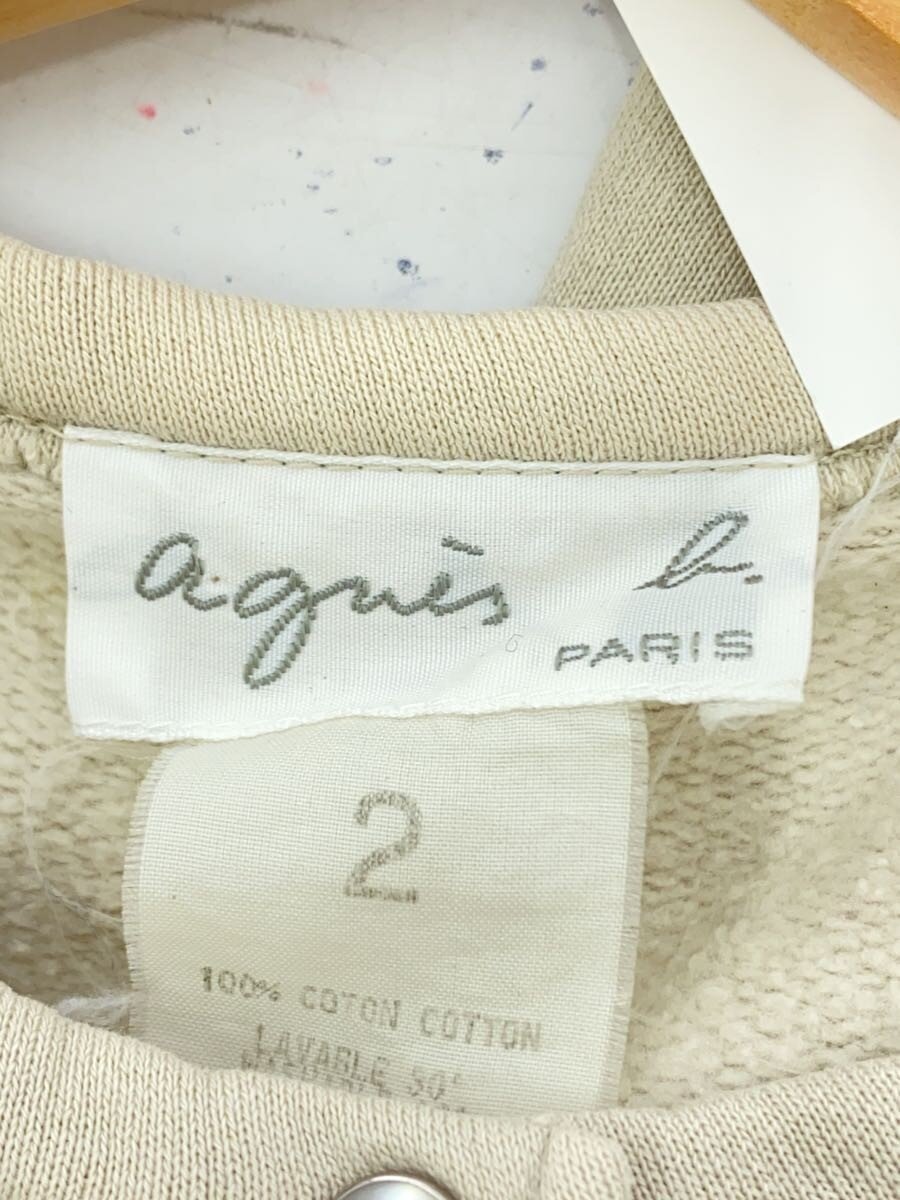 agnès b.
PARIS
2
100% COTON COTTON
LAVABLE 30°